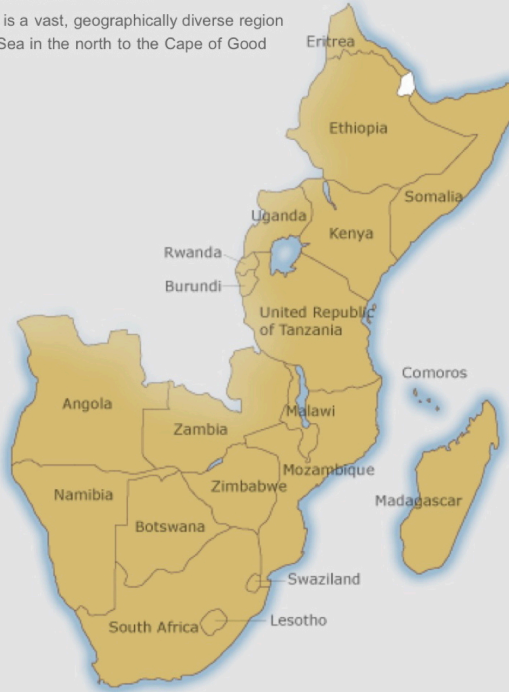 is a vast, geographically diverse region
Sea in the north to the Cape of Good
Eritrea
Ethiopia
Somalia
Uganda
Kenya
Rwanda
Burundi
United Republic
of Tanzania
Comoros
Angola
Malawi
Zambia
Mozambique
Zimbabwe
Namibia
Madagascar
Botswana
Swaziland
Lesotho
South Africa